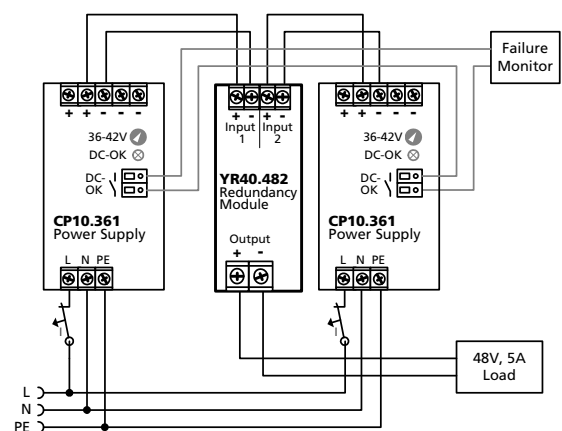 Failure
Monitor
+ + - - -
36-42V
DC-OK
DC-
OK
CP10.361
Power Supply
L N PE
+ - + -
Input Input
1 2
YR40.482
Redundancy
Module
Output
+ -
+ + - - -
36-42V
DC-OK
DC-
OK
CP10.361
Power Supply
L N PE
I
I
48V, 5A
Load
L
N
PE